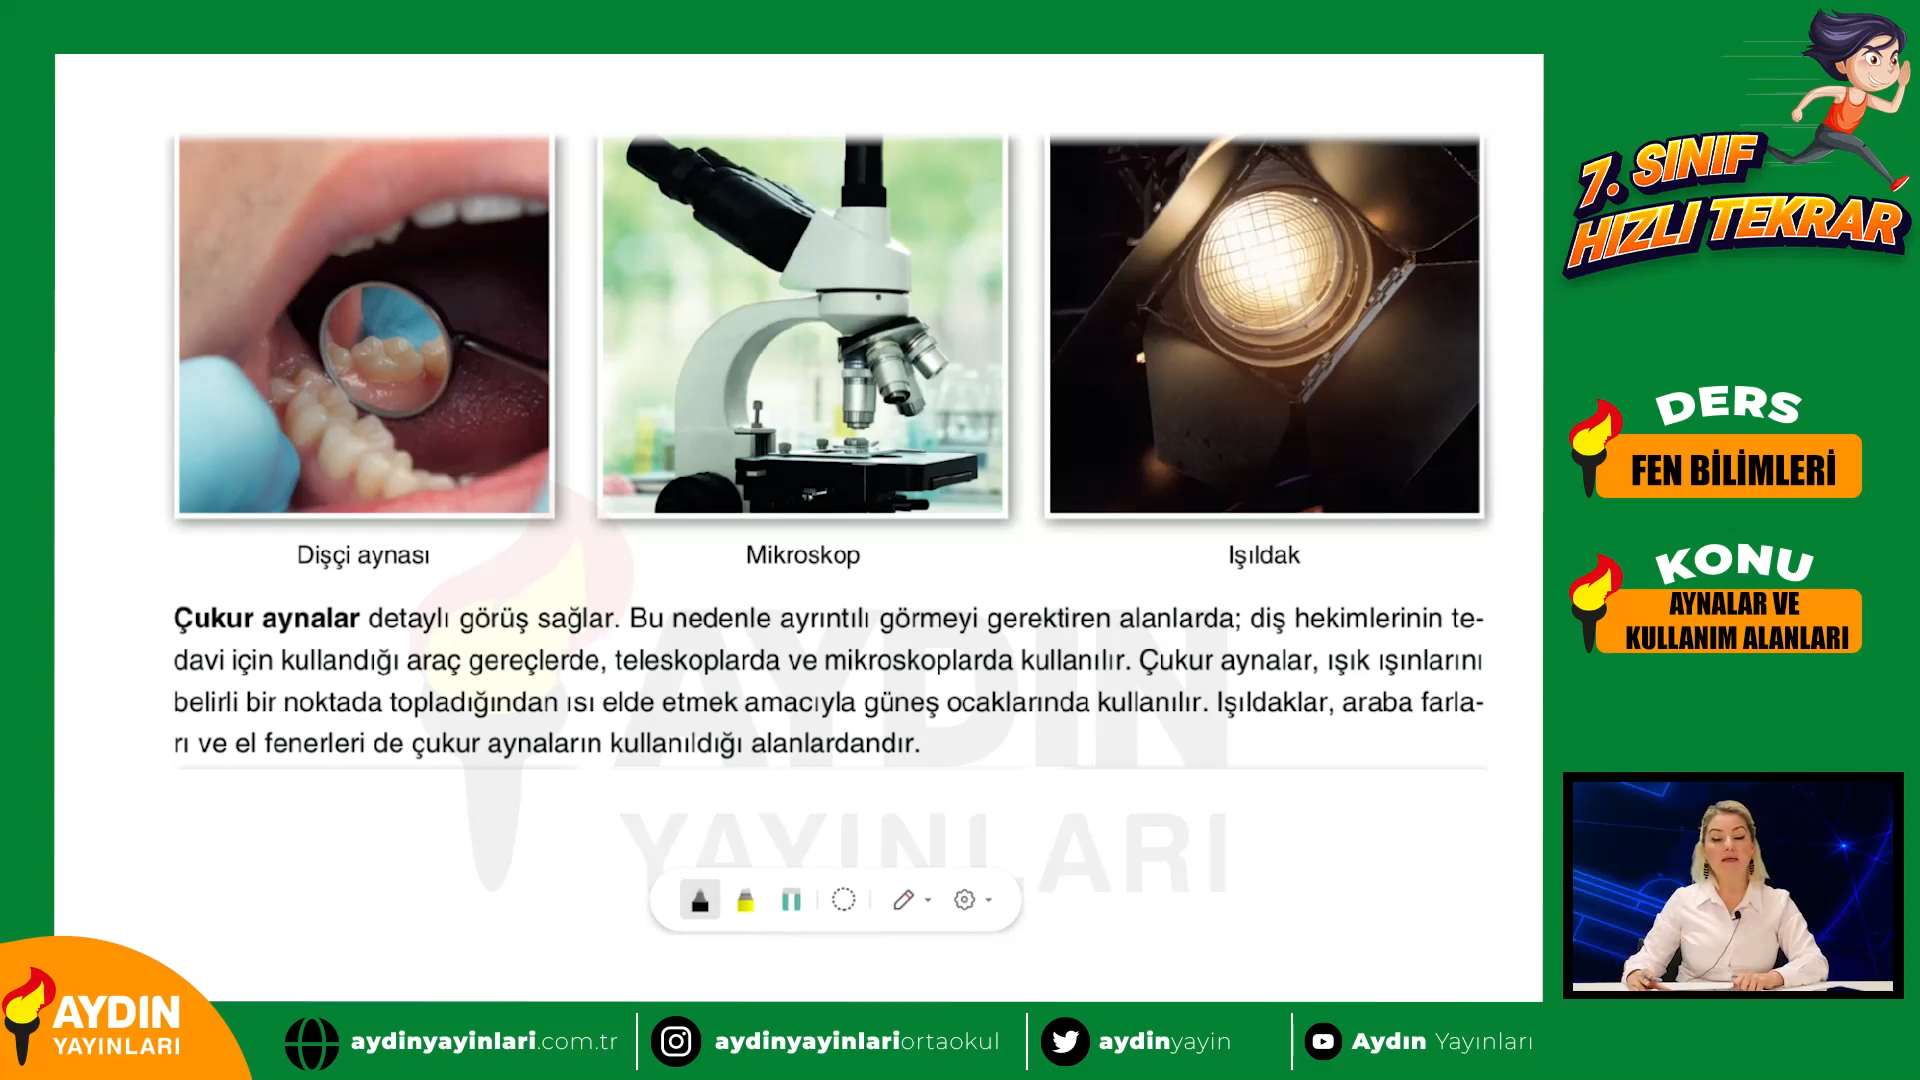 7. SINIF
HIZLI TEKRAR
Dişçi aynası
Mikroskop
Işıldak
Çukur aynalar detaylı görüş sağlar. Bu nedenle ayrıntılı görmeyi gerektiren alanlarda; diş hekimlerinin te-
davi için kullandığı araç gereçlerde, teleskoplarda ve mikroskoplarda kullanılır. Çukur aynalar, ışık ışınlarını
belirli bir noktada topladığından ısı elde etmek amacıyla güneş ocaklarında kullanılır. Işıldaklar, araba farla-
rı ve el fenerleri de çukur aynaların kullanıldığı alanlardandır.
AYDIN
YAYINLARI
DERS
FEN BİLİMLERİ
KONU
AYNALAR VE
KULLANIM ALANLARI
AYDIN
YAYINLARI
aydinyayinlari.com.tr
aydinyayinlariortaokul
aydinyayin
Aydın Yayınları